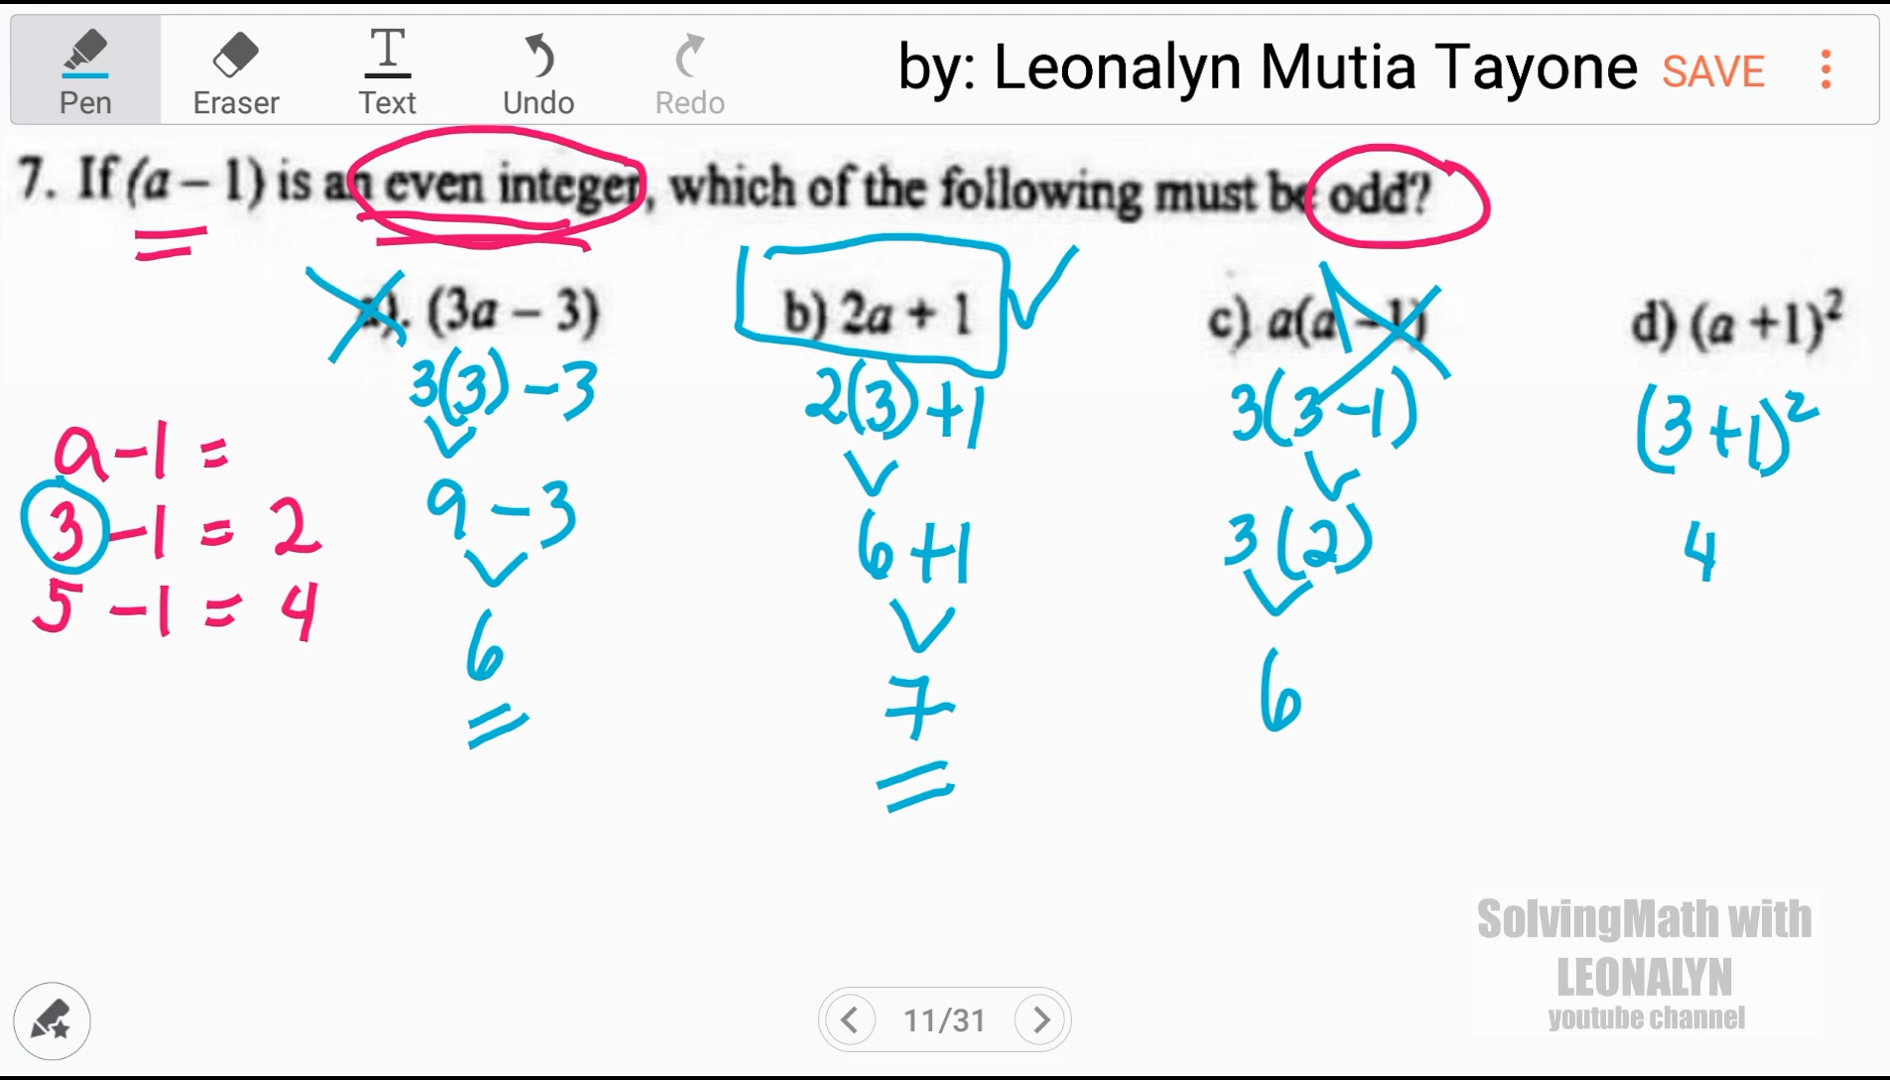 Pen Eraser Text Undo Redo by: Leonalyn Mutia Tayone SAVE
7. If (a – 1) is an even integer, which of the following must be odd?
a). (3a – 3) b) 2a + 1 c) a(a –1) d) (a +1)²
3(3) – 3 2(3) + 1 3(3 – 1) (3 + 1)²
a – 1 =
3 – 1 = 2 9 – 3 6 + 1 3(2) 4
5 – 1 = 4
6 7 6
SolvingMath with
LEONALYN
youtube channel
11/31